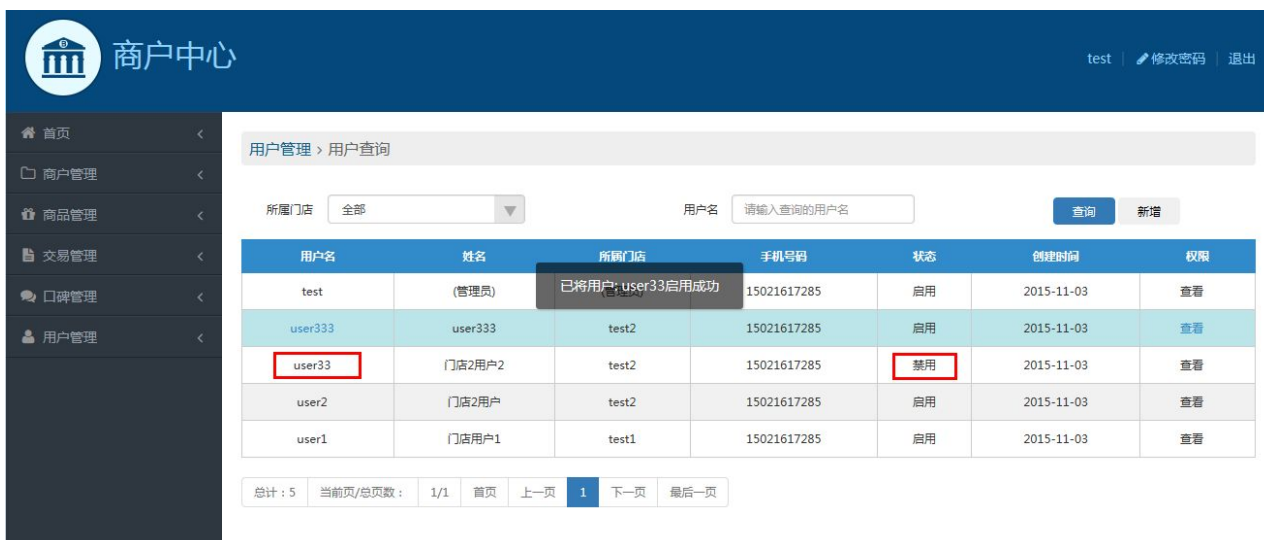 商户中心
test | 修改密码 | 退出
首页
商户管理
商品管理
交易管理
口碑管理
用户管理
用户管理 › 用户查询
所属门店 全部 用户名 请输入查询的用户名 查询 新增
用户名 姓名 所属门店 手机号码 状态 创建时间 权限
已将用户: user33启用成功
test (管理员) (管理员) 15021617285 启用 2015-11-03 查看
user333 user333 test2 15021617285 启用 2015-11-03 查看
user33 门店2用户2 test2 15021617285 禁用 2015-11-03 查看
user2 门店2用户 test2 15021617285 启用 2015-11-03 查看
user1 门店用户1 test1 15021617285 启用 2015-11-03 查看
总计：5 当前页/总页数： 1/1 首页 上一页 1 下一页 最后一页